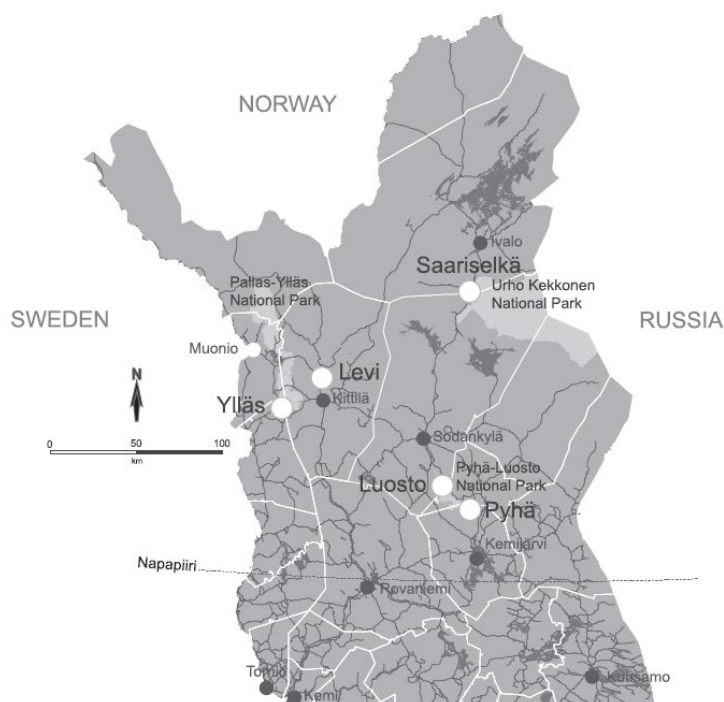 NORWAY
Ivalo
Saariselkä
Pallas-Ylläs
National Park
Urho Kekkonen
National Park
SWEDEN
RUSSIA
Muonio
N
Levi
Kittilä
Ylläs
0 50 100
km
Sodankylä
Pyhä-Luosto
National Park
Luosto
Pyhä
Kemijärvi
Napapiiri
Rovaniemi
Tornio
Kemi
Kuusamo